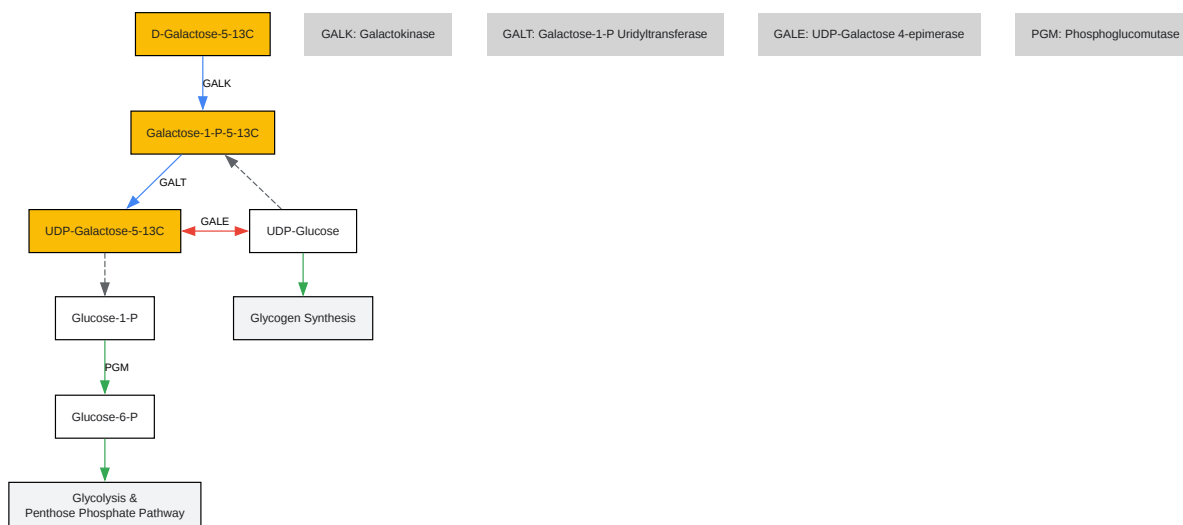 D-Galactose-5-13C
GALK: Galactokinase
GALT: Galactose-1-P Uridyltransferase
GALE: UDP-Galactose 4-epimerase
PGM: Phosphoglucomutase
GALK
Galactose-1-P-5-13C
GALT
UDP-Galactose-5-13C
GALE
UDP-Glucose
Glucose-1-P
Glycogen Synthesis
PGM
Glucose-6-P
Glycolysis &
Penthose Phosphate Pathway